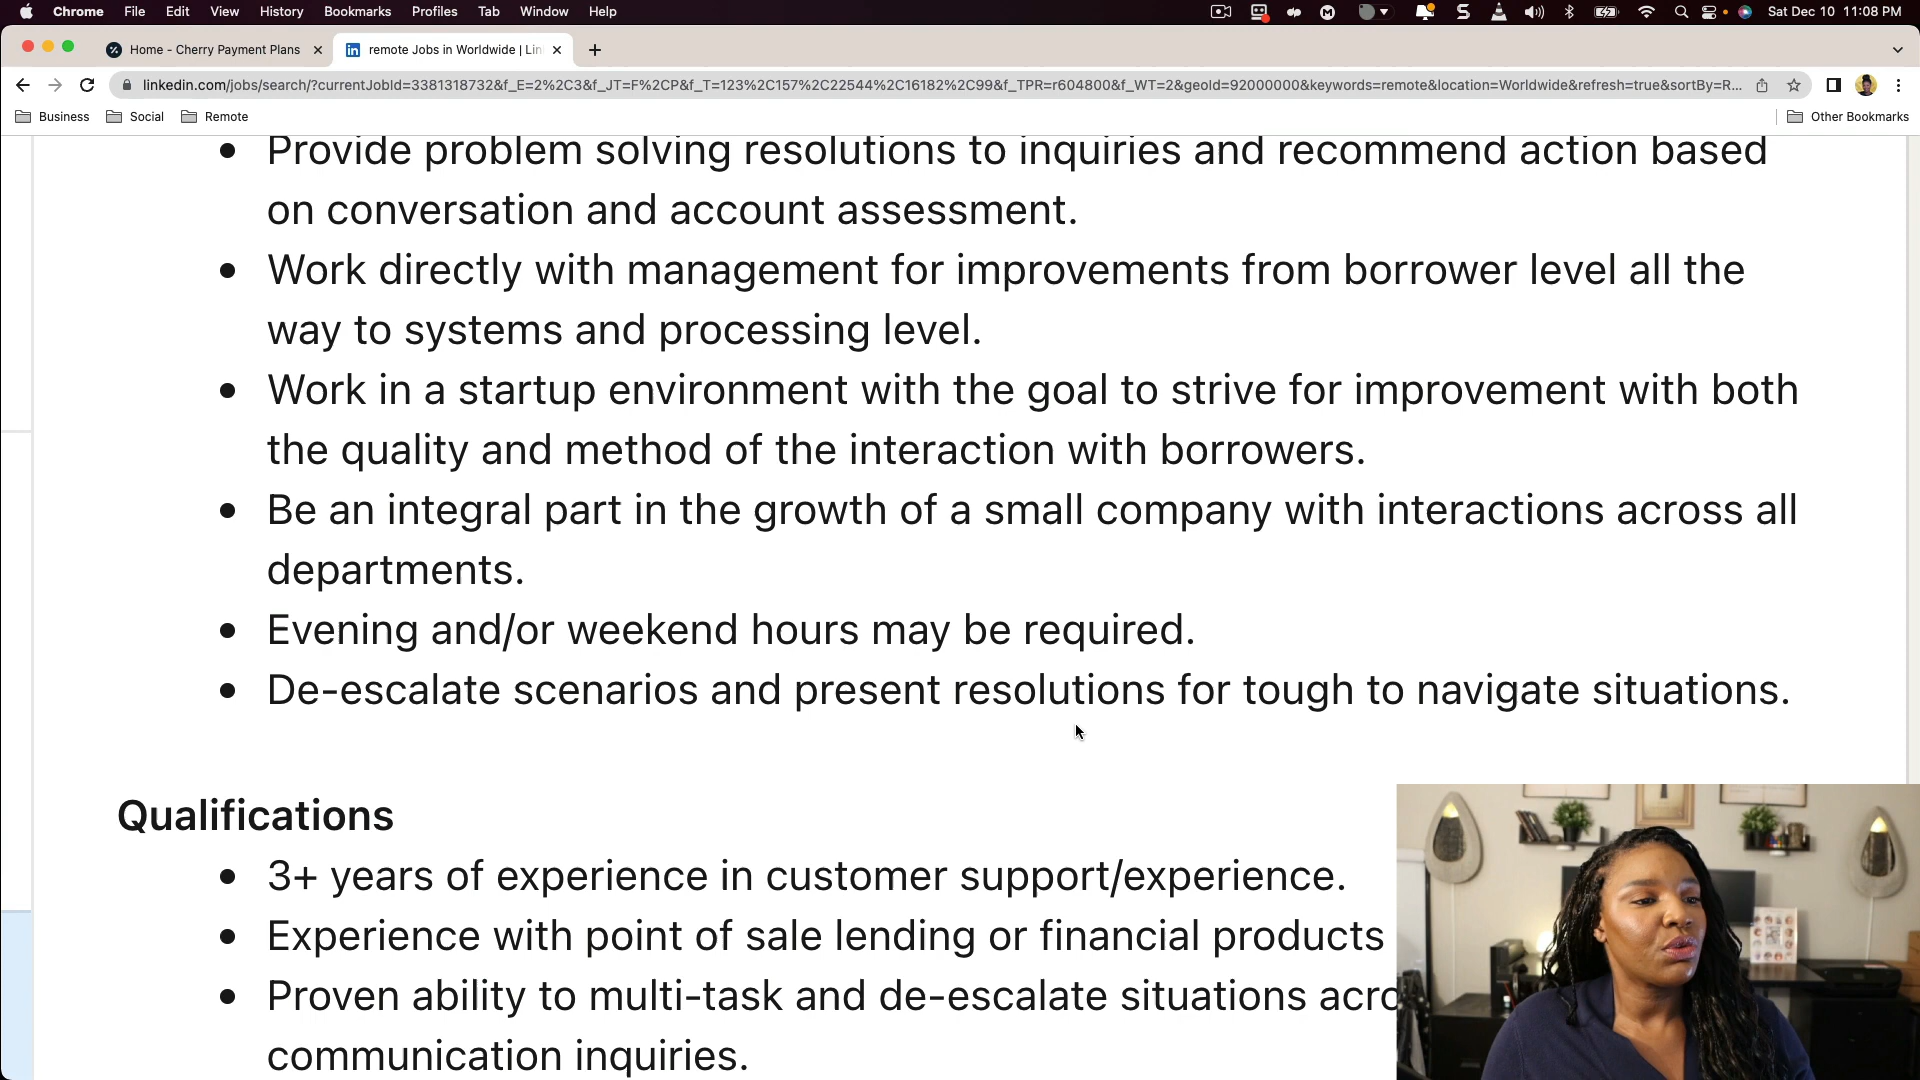 Chrome File Edit View History Bookmarks Profiles Tab Window Help Sat Dec 10 11:08 PM
Home - Cherry Payment Plans remote Jobs in Worldwide | Lin
linkedin.com/jobs/search/?currentJobId=3381318732&f_E=2%2C3&f_JT=F%2CP&f_T=123%2C157%2C22544%2C16182%2C99&f_TPR=r604800&f_WT=2&geoId=92000000&keywords=remote&location=Worldwide&refresh=true&sortBy=R...
Business Social Remote Other Bookmarks
• Provide problem solving resolutions to inquiries and recommend action based
on conversation and account assessment.
• Work directly with management for improvements from borrower level all the
way to systems and processing level.
• Work in a startup environment with the goal to strive for improvement with both
the quality and method of the interaction with borrowers.
• Be an integral part in the growth of a small company with interactions across all
departments.
• Evening and/or weekend hours may be required.
• De-escalate scenarios and present resolutions for tough to navigate situations.
Qualifications
• 3+ years of experience in customer support/experience.
• Experience with point of sale lending or financial products
• Proven ability to multi-task and de-escalate situations acro
communication inquiries.